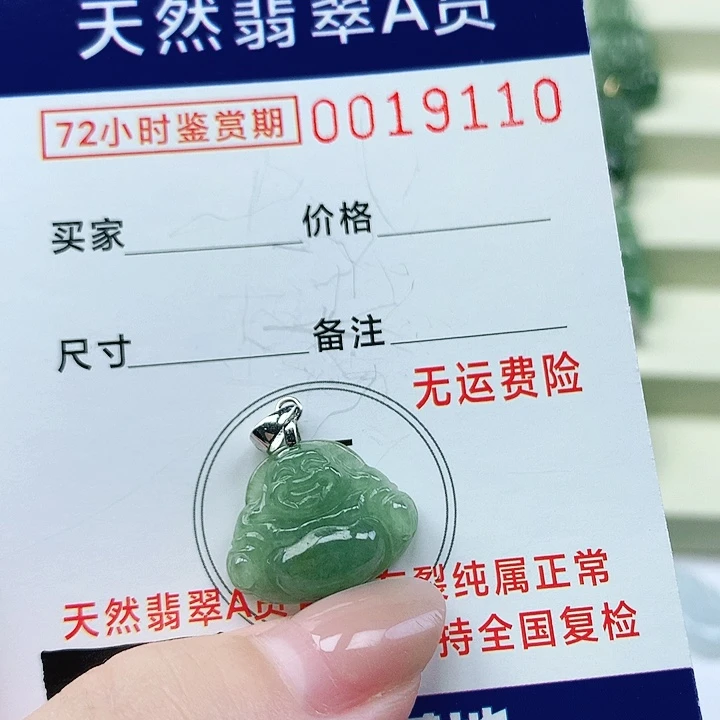 天然翡翠A货
72小时鉴赏期 0019110
买家 价格
尺寸 备注
无运费险
天然翡翠A货 裂纯属正常
持全国复检